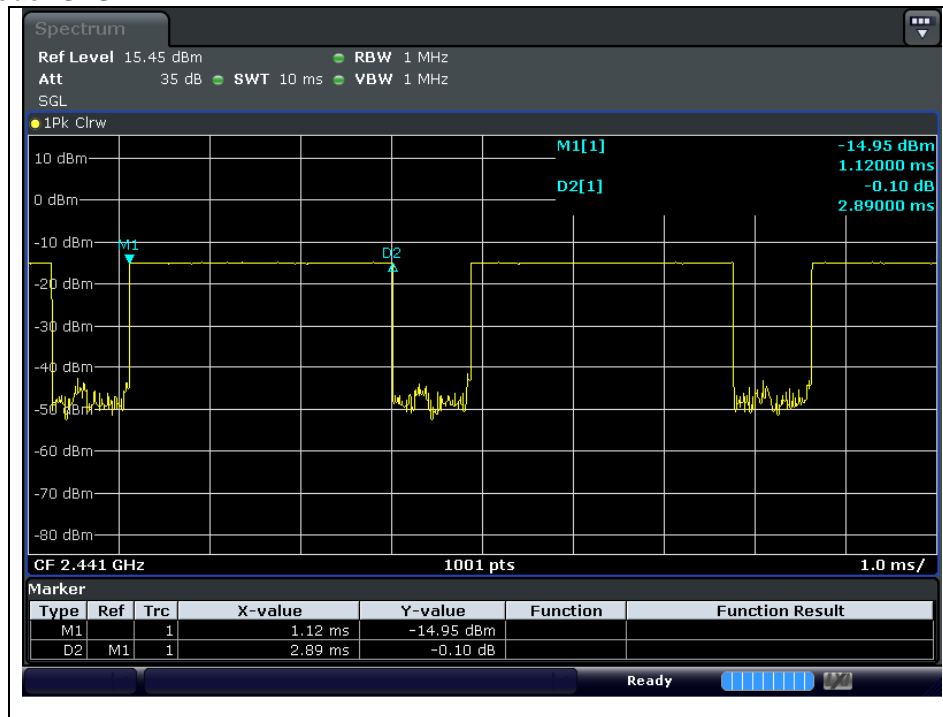 Spectrum
Ref Level 15.45 dBm RBW 1 MHz
Att 35 dB SWT 10 ms VBW 1 MHz
SGL
1Pk Clrw
M1[1] -14.95 dBm
1.12000 ms
D2[1] -0.10 dB
2.89000 ms
10 dBm
0 dBm
-10 dBm
M1
D2
-20 dBm
-30 dBm
-40 dBm
-50 dBm
-60 dBm
-70 dBm
-80 dBm
CF 2.441 GHz 1001 pts 1.0 ms/
Marker
Type Ref Trc X-value Y-value Function Function Result
M1 1 1.12 ms -14.95 dBm
D2 M1 1 2.89 ms -0.10 dB
Ready